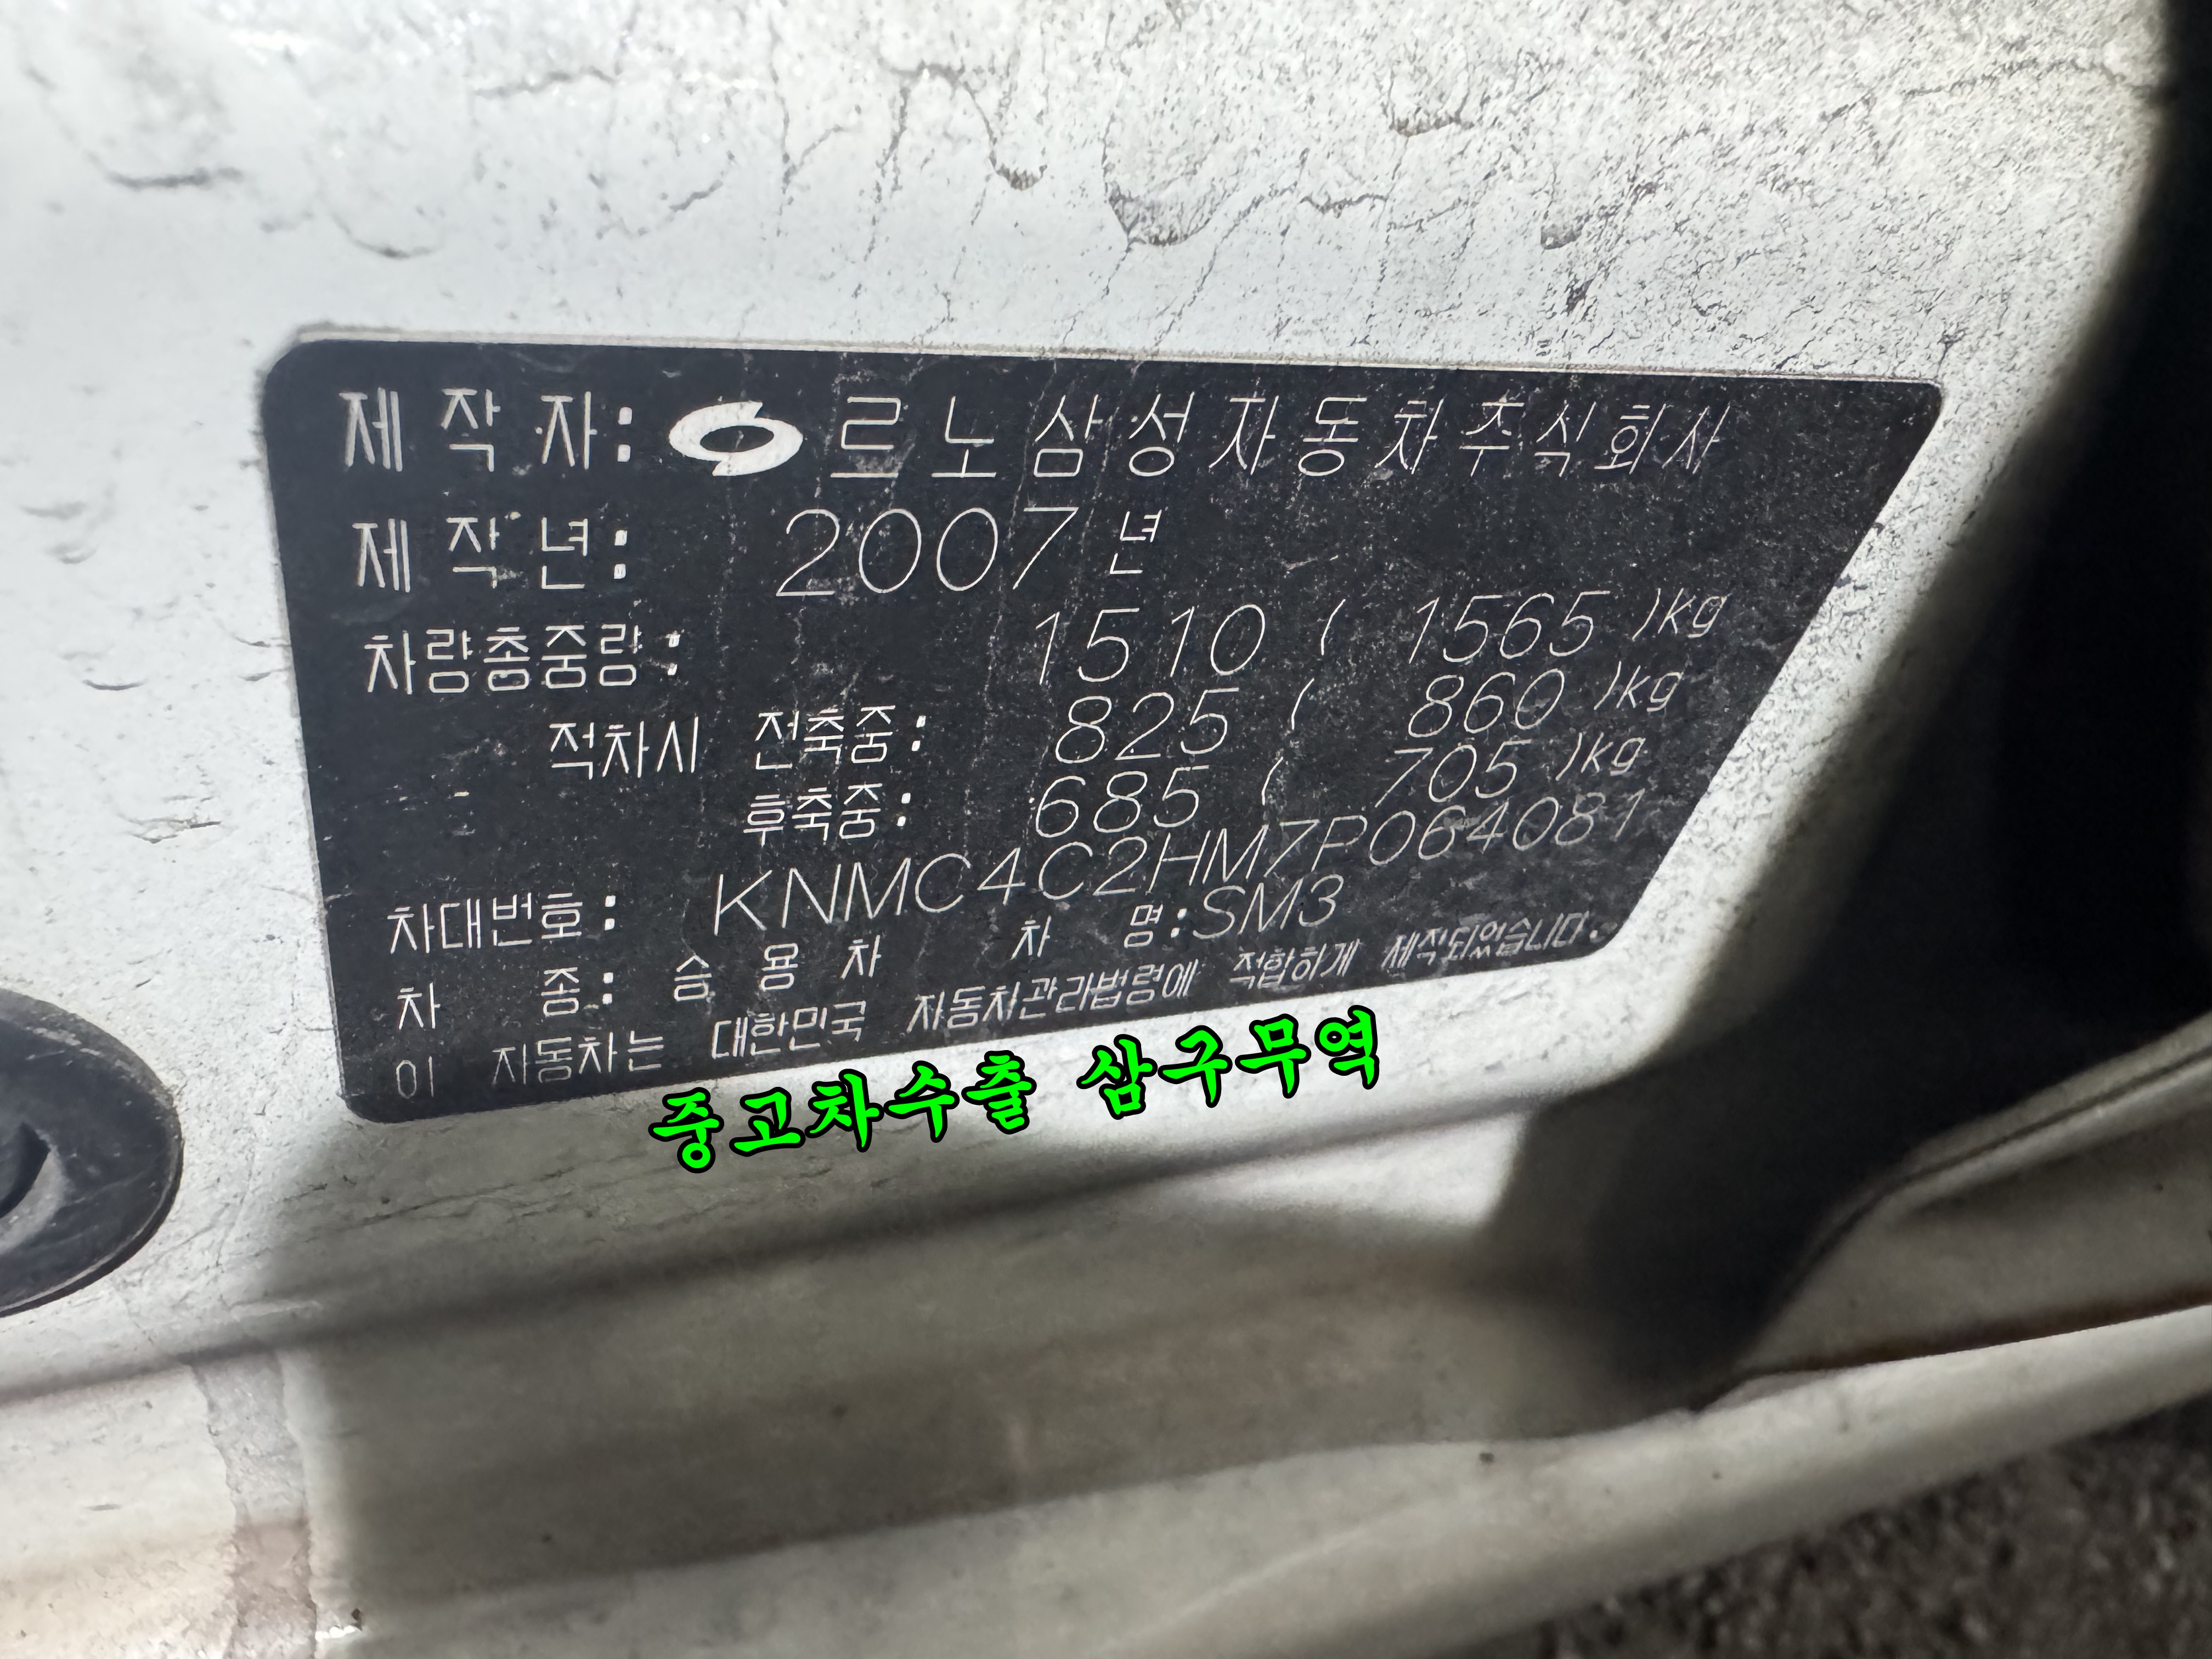 제작자: 르노삼성자동차주식회사
제작년: 2007 년
차량총중량: 1510 ( 1565 )kg
적차시 전축중: 825 ( 860 )kg
후축중: 685 ( 705 )kg
차대번호: KNMC4C2HM7P064081
차 종: 승 용 차 차 명:SM3
이 자동차는 대한민국 자동차관리법령에 적합하게 제작되었습니다.
중고차수출 삼구무역